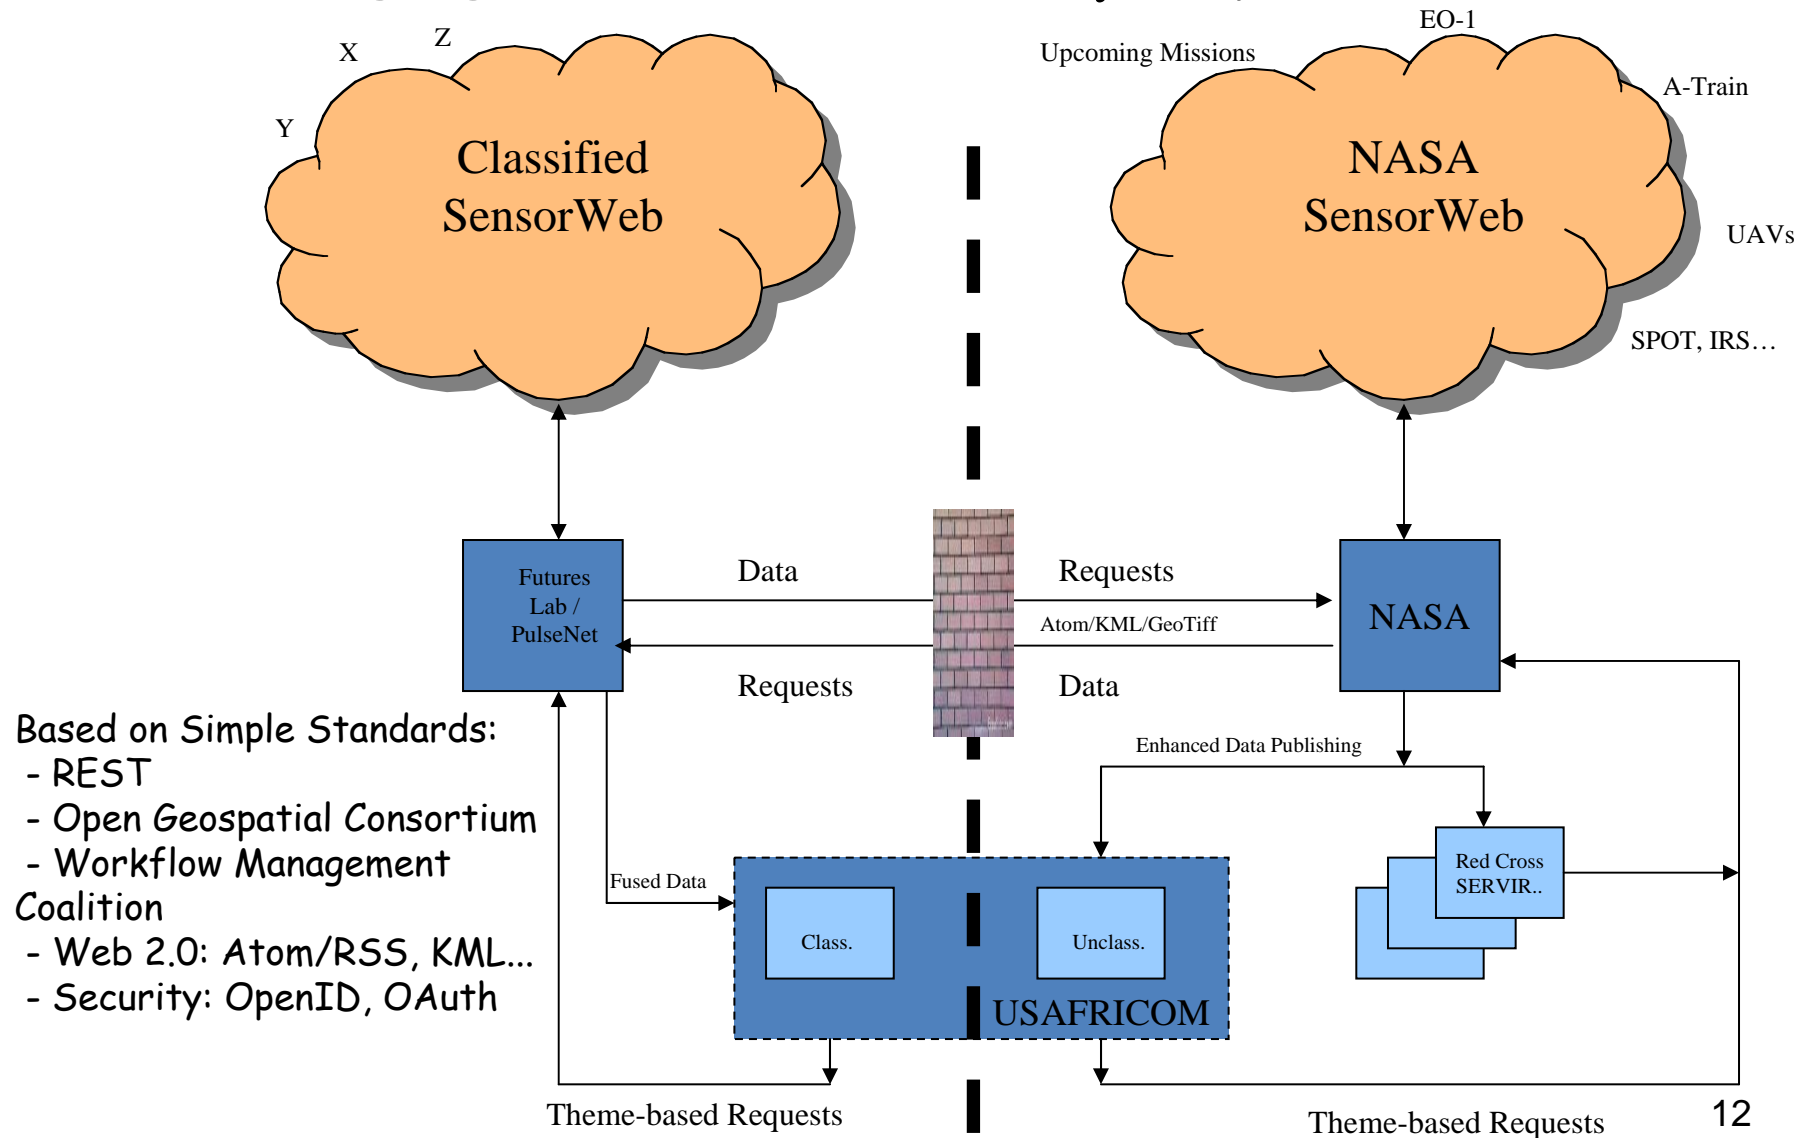 EO-1
Z
X
Upcoming Missions
A-Train
Y
Classified
SensorWeb
NASA
SensorWeb
UAVs
SPOT, IRS…
Futures
Lab /
PulseNet
Data
Requests
Atom/KML/GeoTiff
NASA
Requests
Data
Based on Simple Standards:
- REST
- Open Geospatial Consortium
- Workflow Management
Coalition
- Web 2.0: Atom/RSS, KML...
- Security: OpenID, OAuth
Enhanced Data Publishing
Fused Data
Red Cross
SERVIR..
Class.
Unclass.
USAFRICOM
Theme-based Requests
Theme-based Requests
12